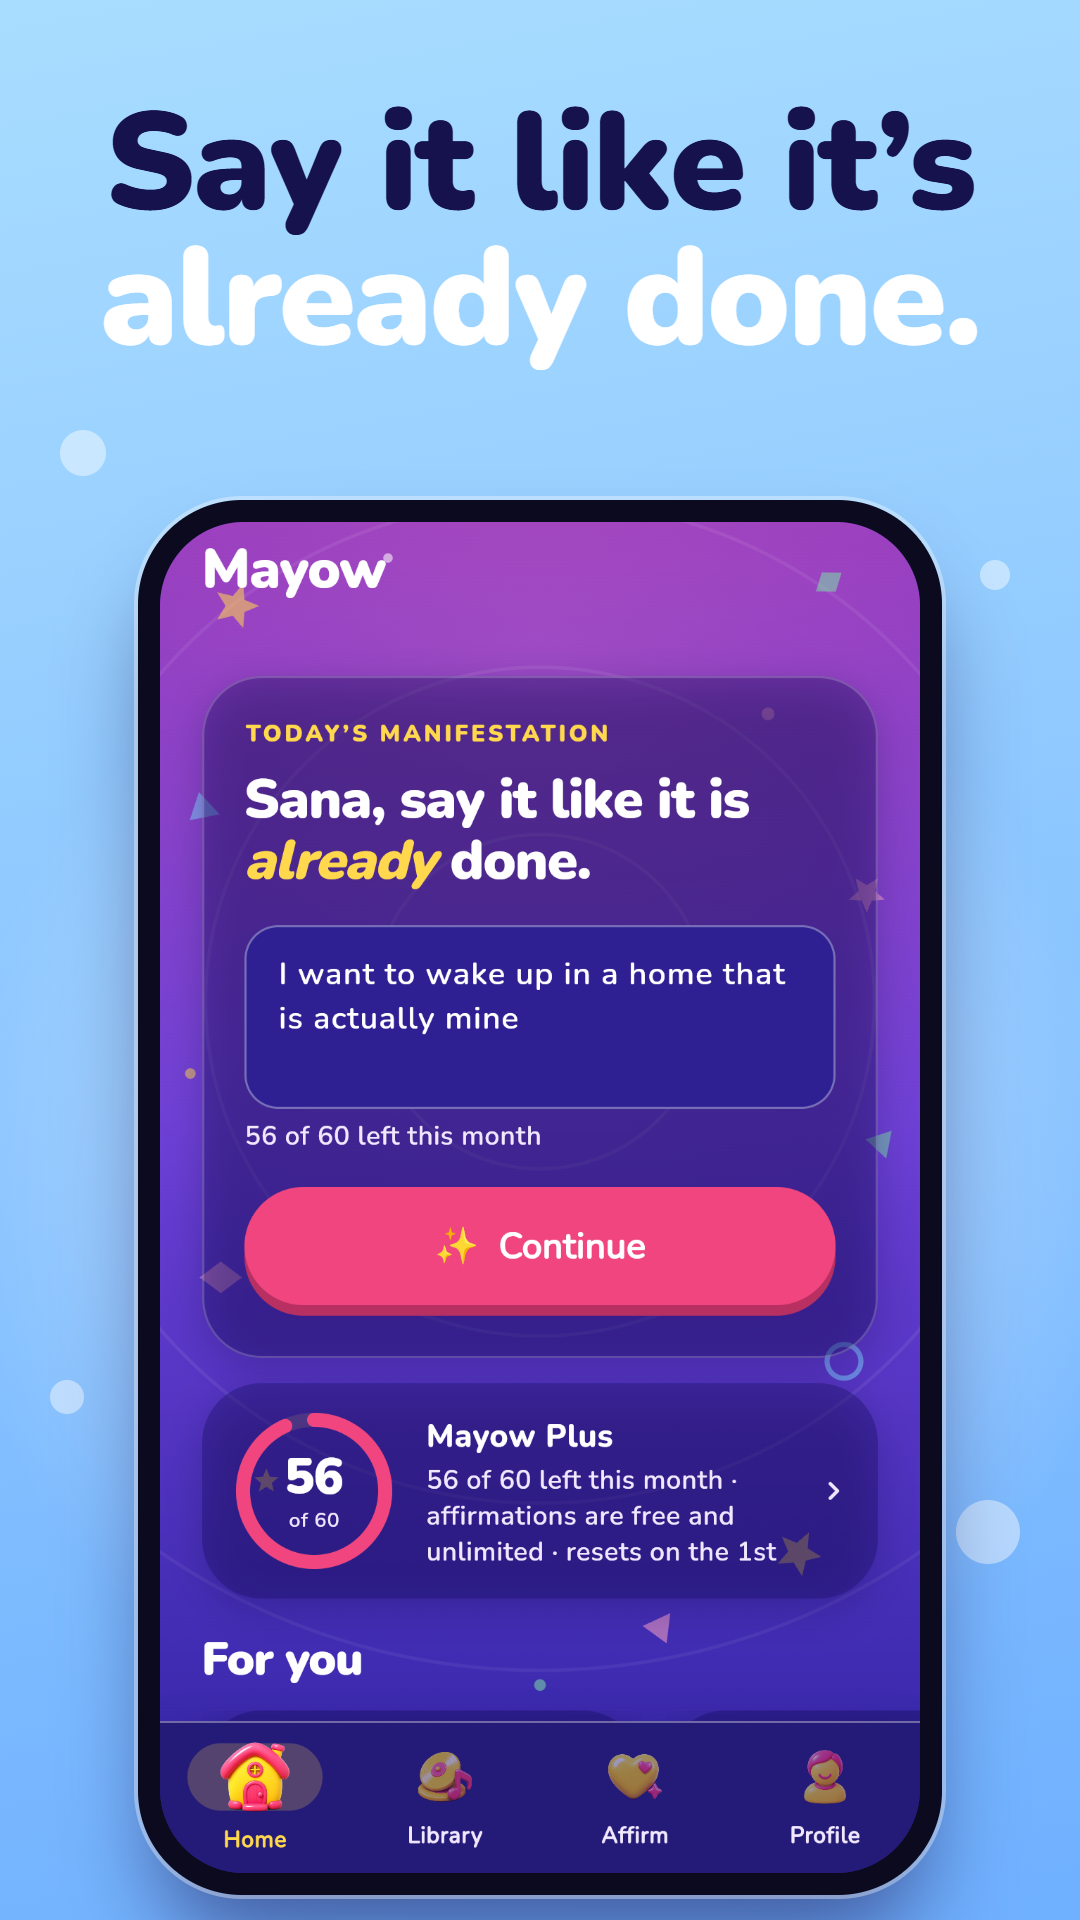 Say it like it’s
already done.
Mayow
TODAY’S MANIFESTATION
Sana, say it like it is
already done.
I want to wake up in a home that
is actually mine
56 of 60 left this month
✨ Continue
56
of 60
Mayow Plus
56 of 60 left this month ·
affirmations are free and
unlimited · resets on the 1st
For you
Home
Library
Affirm
Profile